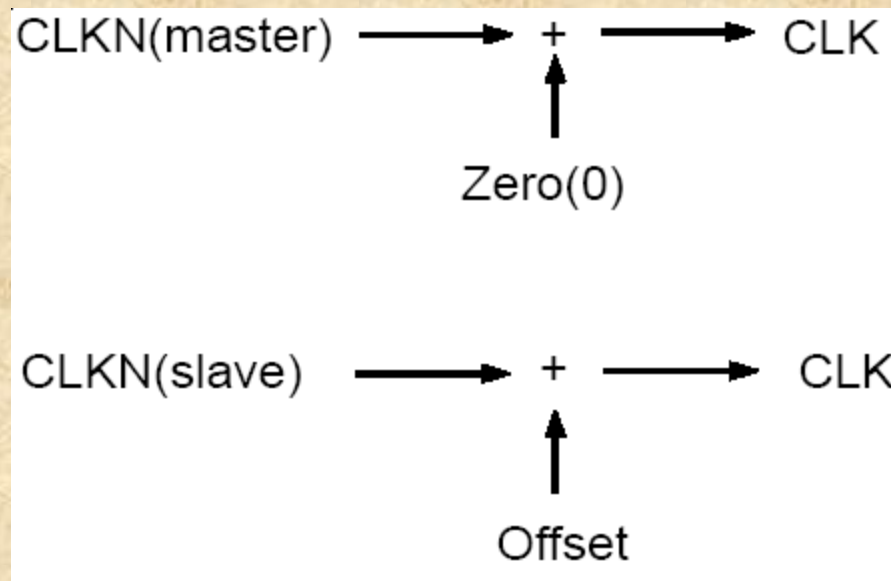 CLKN(master) + CLK
Zero(0)
CLKN(slave) + CLK
Offset